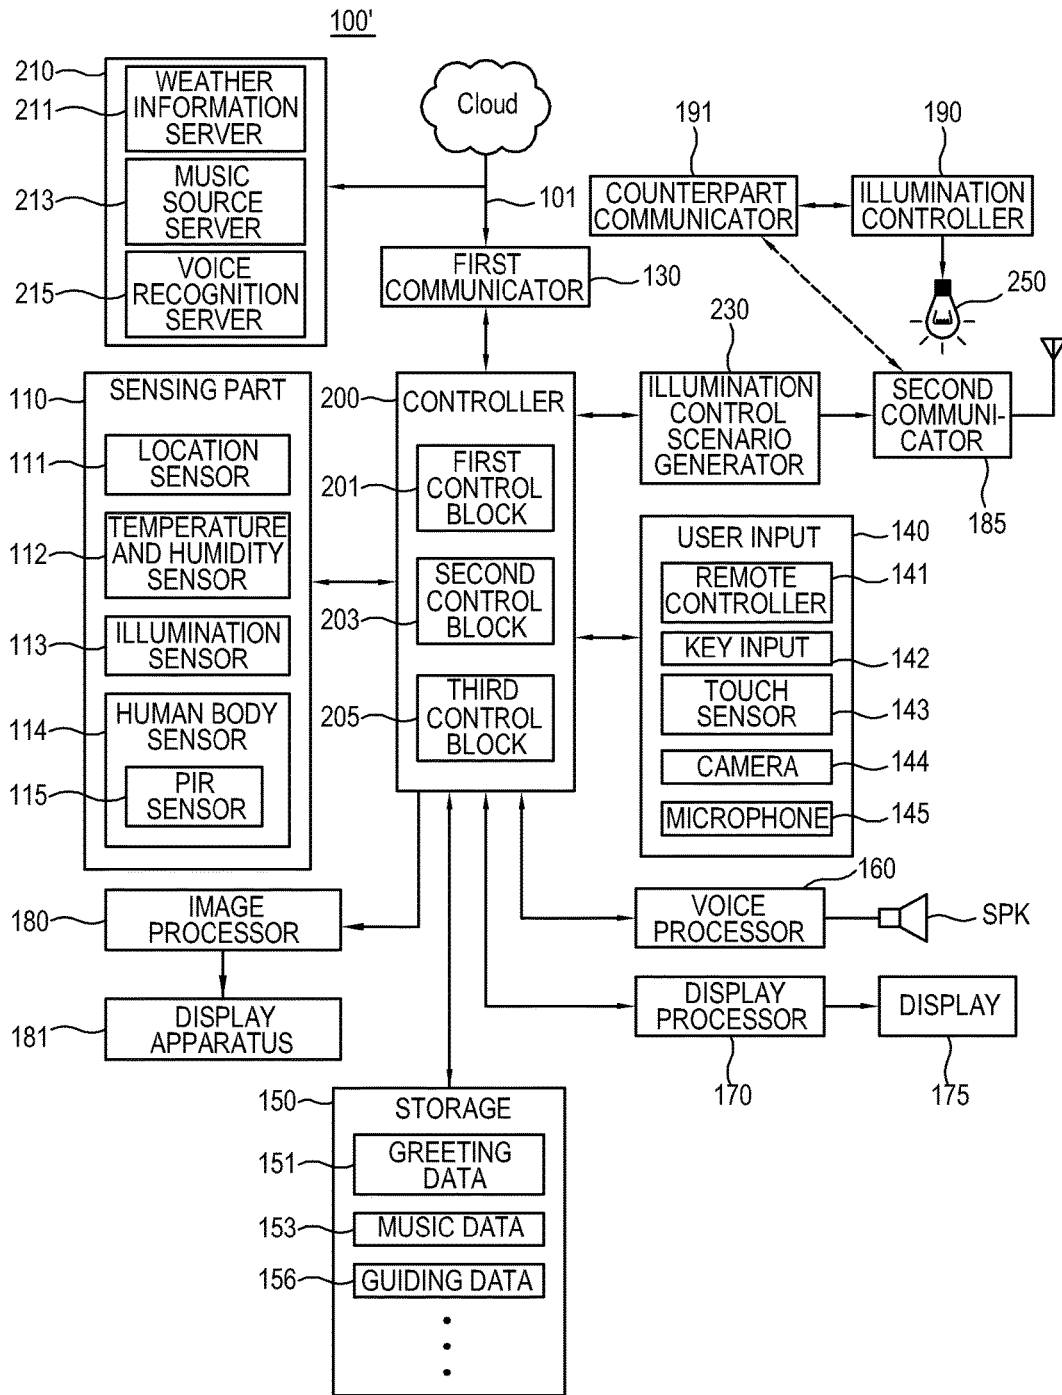 100'
210
WEATHER
INFORMATION
SERVER
211
MUSIC
SOURCE
SERVER
213
VOICE
RECOGNITION
SERVER
215
Cloud
101
FIRST
COMMUNICATOR
130
191
COUNTERPART
COMMUNICATOR
190
ILLUMINATION
CONTROLLER
250
230
ILLUMINATION
CONTROL
SCENARIO
GENERATOR
SECOND
COMMUNI-
CATOR
185
110
SENSING PART
111
LOCATION
SENSOR
112
TEMPERATURE
AND HUMIDITY
SENSOR
113
ILLUMINATION
SENSOR
114
HUMAN BODY
SENSOR
115
PIR
SENSOR
200
CONTROLLER
201
FIRST
CONTROL
BLOCK
203
SECOND
CONTROL
BLOCK
205
THIRD
CONTROL
BLOCK
USER INPUT
140
REMOTE
CONTROLLER
141
KEY INPUT
142
TOUCH
SENSOR
143
CAMERA
144
MICROPHONE
145
180
IMAGE
PROCESSOR
181
DISPLAY
APPARATUS
160
VOICE
PROCESSOR
SPK
DISPLAY
PROCESSOR
170
DISPLAY
175
150
STORAGE
151
GREETING
DATA
153
MUSIC DATA
156
GUIDING DATA